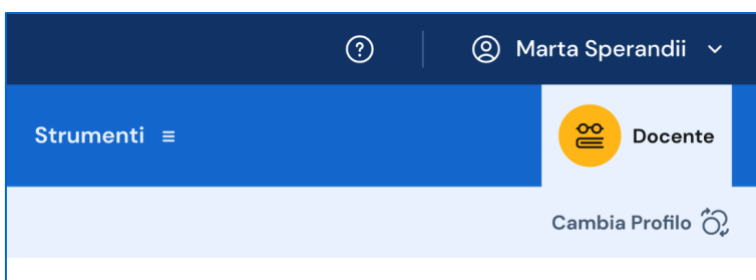 Marta Sperandii
Strumenti
Docente
Cambia Profilo